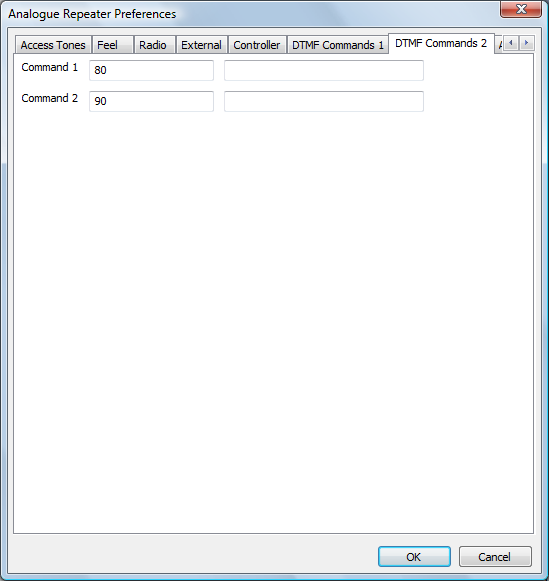 Analogue Repeater Preferences
Access Tones Feel Radio External Controller DTMF Commands 1 DTMF Commands 2
Command 1 80
Command 2 90
OK Cancel